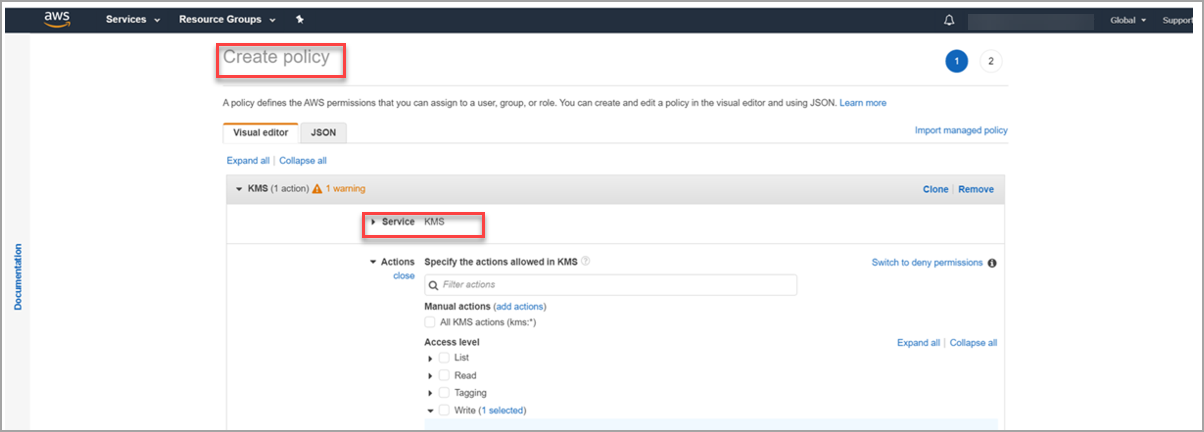 aws Services Resource Groups Global Support
Create policy 1 2
A policy defines the AWS permissions that you can assign to a user, group, or role. You can create and edit a policy in the visual editor and using JSON. Learn more
Visual editor JSON Import managed policy
Expand all | Collapse all
KMS (1 action) 1 warning Clone | Remove
Service KMS
Actions Specify the actions allowed in KMS ? Switch to deny permissions i
close
Filter actions
Manual actions (add actions)
All KMS actions (kms:*)
Access level Expand all | Collapse all
List
Read
Tagging
Write (1 selected)
Documentation